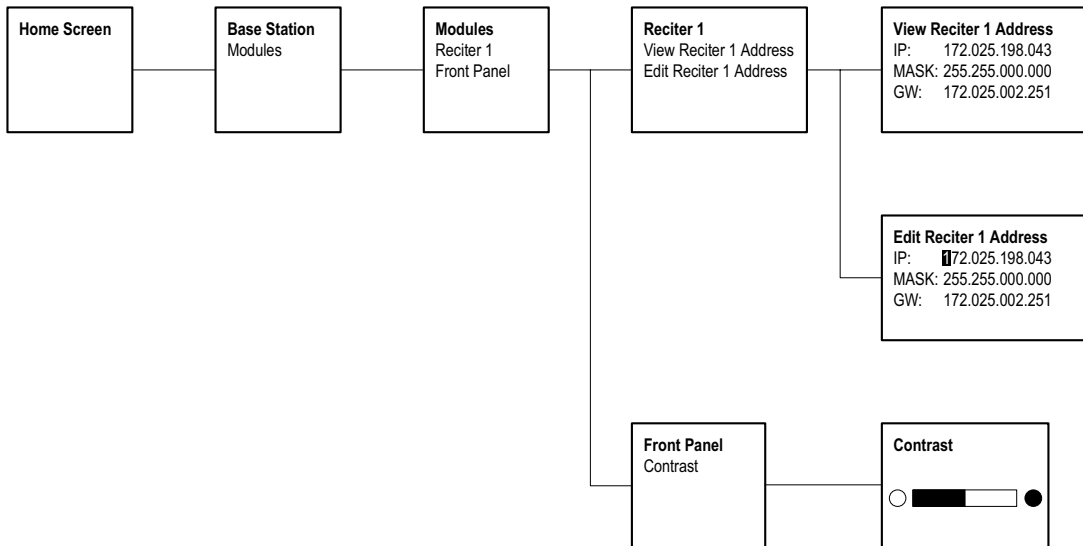 Home Screen
Base Station
Modules
Modules
Reciter 1
Front Panel
Reciter 1
View Reciter 1 Address
Edit Reciter 1 Address
View Reciter 1 Address
IP: 172.025.198.043
MASK: 255.255.000.000
GW: 172.025.002.251
Edit Reciter 1 Address
IP: 172.025.198.043
MASK: 255.255.000.000
GW: 172.025.002.251
Front Panel
Contrast
Contrast